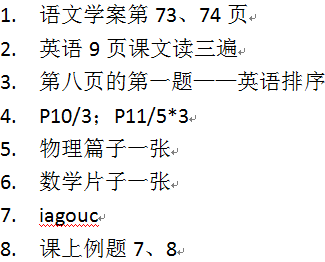 1. 语文学案第 73、74 页
2. 英语 9 页课文读三遍
3. 第八页的第一题——英语排序
4. P10/3；P11/5*3
5. 物理篇子一张
6. 数学片子一张
7. iagouc
8. 课上例题 7、8